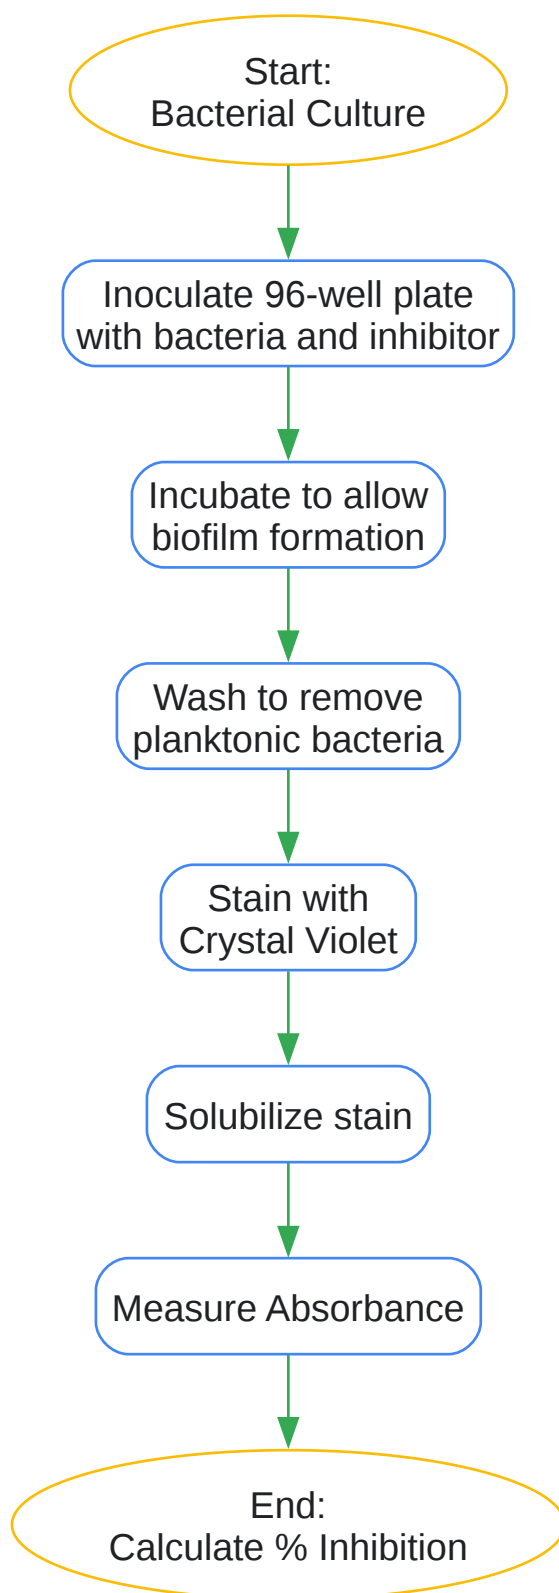 Start:
Bacterial Culture
Inoculate 96-well plate
with bacteria and inhibitor
Incubate to allow
biofilm formation
Wash to remove
planktonic bacteria
Stain with
Crystal Violet
Solubilize stain
Measure Absorbance
End:
Calculate % Inhibition